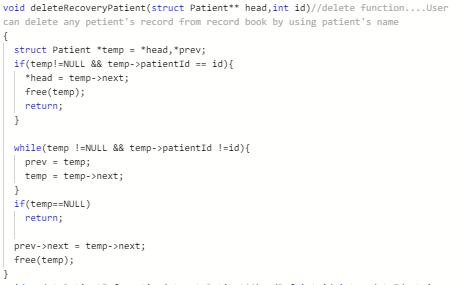 void deleteRecoveryPatient(struct Patient** head,int id)//delete function....User
can delete any petient's record from record book by using patient's name
{
struct Patient *temp = *head,*prev;
if(temp!=NULL && temp->patientId == id){
*head = temp->next;
free(temp);
return;
}
while(temp !=NULL && temp->patientId !=id){
prev = temp;
temp = temp->next;
}
if(temp==NULL)
return;
prev->next = temp->next;
free(temp);
}